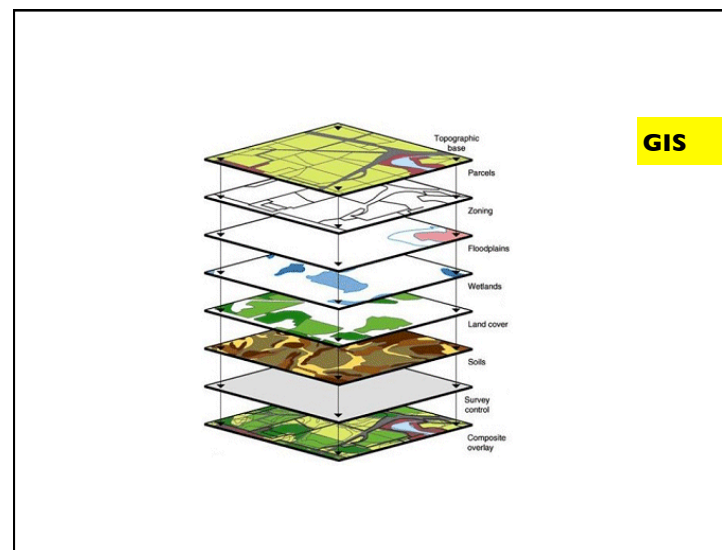 Topographic
base
GIS
Parcels
Zoning
Floodplains
Wetlands
Land cover
Soils
Survey
control
Composite
overlay